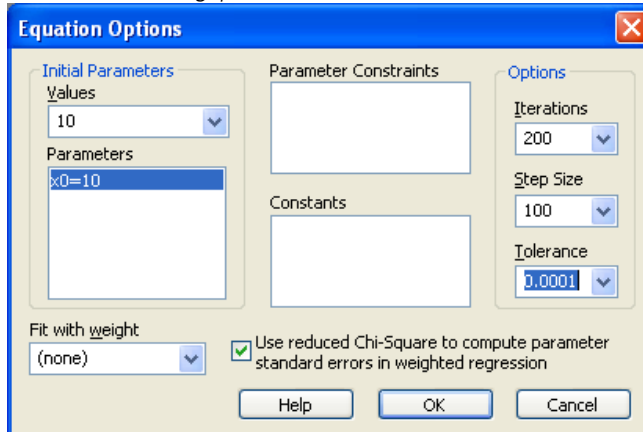 Equation Options
Initial Parameters
Values
10
Parameters
x0=10
Parameter Constraints
Constants
Options
Iterations
200
Step Size
100
Tolerance
0.0001
Fit with weight
(none)
Use reduced Chi-Square to compute parameter
standard errors in weighted regression
Help
OK
Cancel